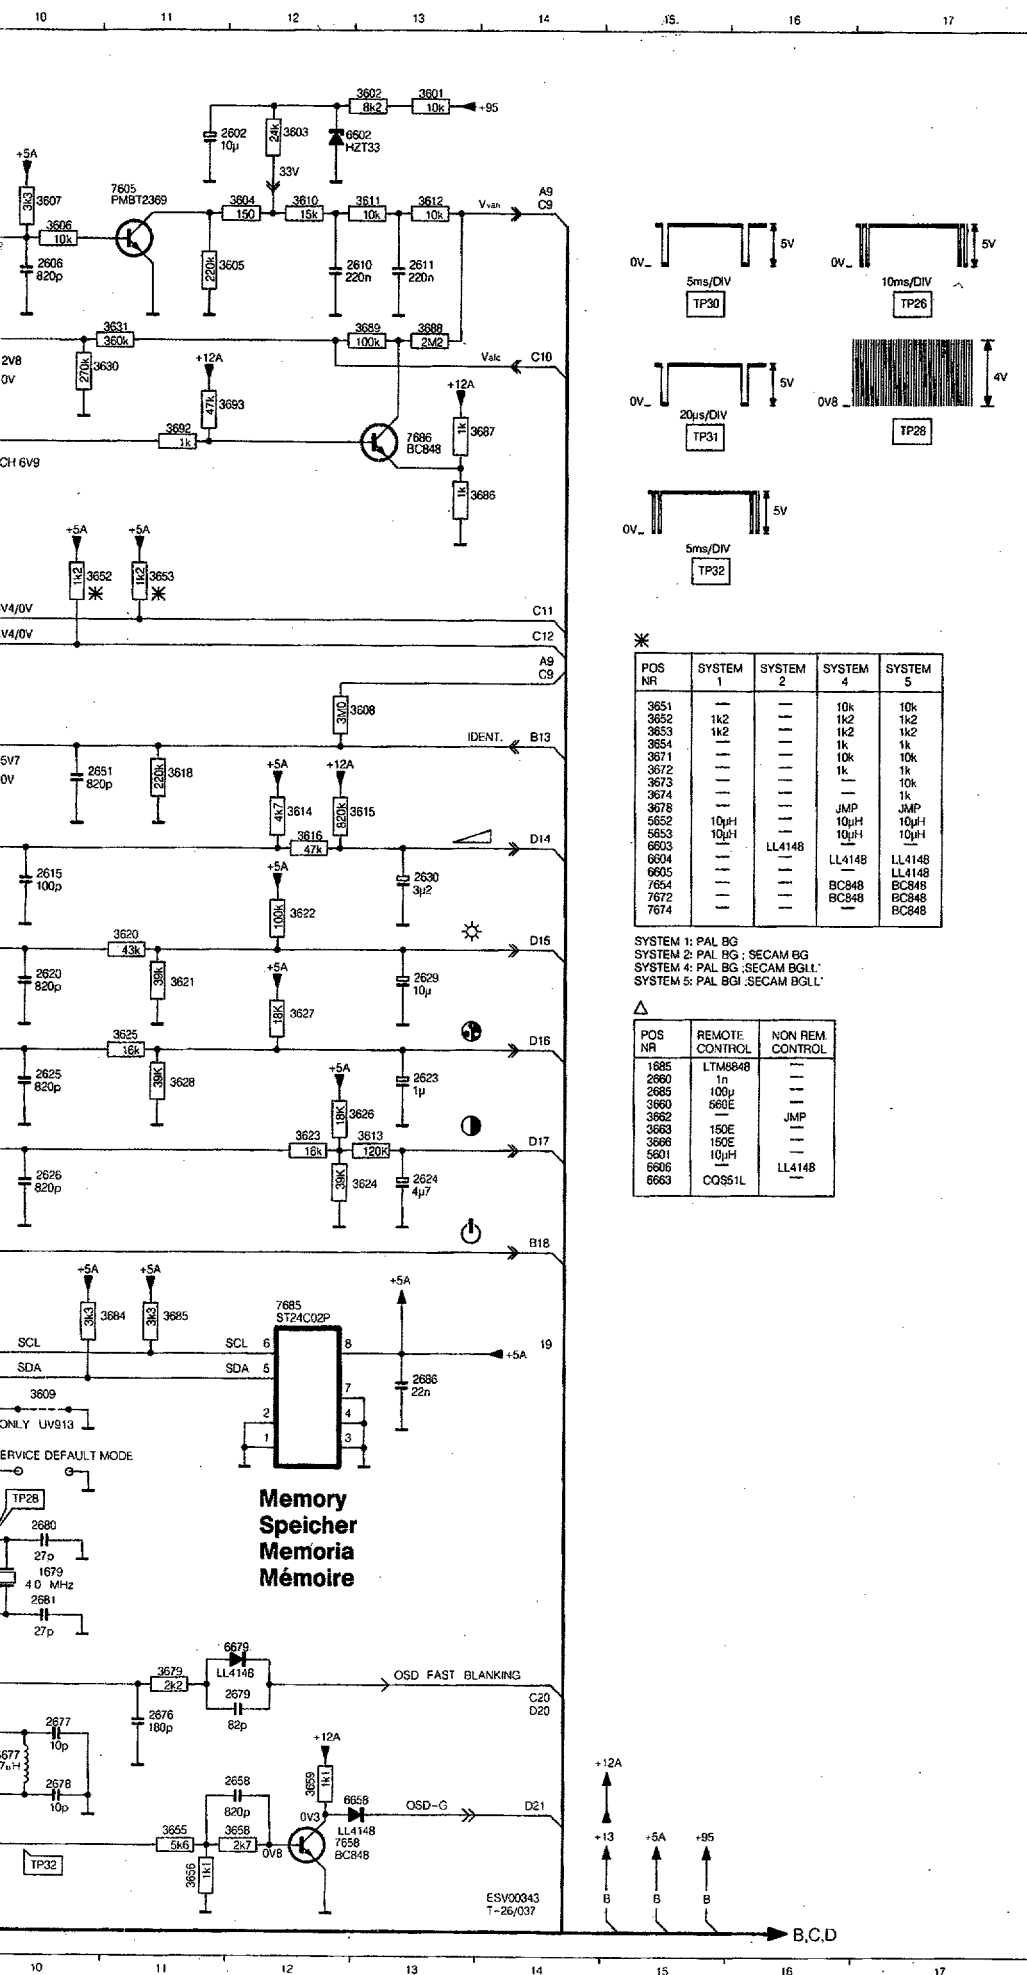 10 11 12 13 14 15 16 17
3602 3601
8k2 10k +95
2602
10µ
24k 3603
6602
HZT33
33V
+5A
3k3 3607
7605
PMBT2369
3606
10k
3604 3610 3611 3612
150 15k 10k 10k
Vvari
A9
C9
2606
820p
220k 3605
2610
220n
2611
220n
3631
360k
3689 3688
100k 2M2
2V8
0V
270k 3630
+12A
Valc C10
47k 3693
+12A
3692
1k
7686
BC848
1k 3687
CH 6V9
1k 3686
+5A +5A
1k2 3652
1k2 3653
V4/0V C11
V4/0V C12
A9
C9
3M0 3608
IDENT. B13
5V7
0V
2651
820p
220k 3618
+5A +12A
4k7 3614
820k 3615
3616
47k
D14
2615
100p
+5A
2630
3µ2
100k 3622
3620
43k
D15
2620
820p
39k 3621
+5A
18K 3627
2629
10µ
3625
16k
D16
2625
820p
39K 3628
+5A
2623
1µ
18K 3626
3623 3613
16k 120K
D17
2626
820p
39K 3624
2624
4µ7
B18
+5A +5A
+5A
3k3 3684
3k3 3685
7685
ST24C02P
SCL SCL 6 8 +5A 19
SDA SDA 5
7
2 4
1 3
2686
22n
3609
ONLY UV913
ERVICE DEFAULT MODE
TP28
Memory
Speicher
Memoria
Mémoire
2680
27p
1679
4.0 MHz
2681
27p
6679
LL4148
3679
2k2
2679
82p
OSD FAST BLANKING
C20
D20
2676
180p
2677
10p
2678
10p
+12A
3659 1k1
2658
820p
6658
LL4148
OSD-G D21
0V3
7658
BC848
3655 3658
5k6 2k7
0V8
TP32
3656 1k1
ESV00343
T-26/037
5V
0V
5ms/DIV
TP30
5V
0V
10ms/DIV
TP26
5V
0V
20µs/DIV
TP31
4V
0V8
TP28
5V
0V
5ms/DIV
TP32
POS NR SYSTEM 1 SYSTEM 2 SYSTEM 4 SYSTEM 5
3651 — — 10k 10k
3652 1k2 — 1k2 1k2
3653 1k2 — 1k2 1k2
3654 — — 1k 1k
3671 — — 10k 10k
3672 — — 1k 1k
3673 — — — 10k
3674 — — — 1k
3678 — — JMP JMP
5652 10µH — 10µH 10µH
5653 10µH — 10µH 10µH
6603 — LL4148 — —
6604 — — LL4148 LL4148
6605 — — — LL4148
7654 — — BC848 BC848
7672 — — BC848 BC848
7674 — — — BC848
SYSTEM 1: PAL BG
SYSTEM 2: PAL BG ; SECAM BG
SYSTEM 4: PAL BG ;SECAM BGLL'
SYSTEM 5: PAL BGI ;SECAM BGLL'
POS NR REMOTE CONTROL NON REM. CONTROL
1685 LTM8848 —
2660 1n —
2685 100µ —
3660 560E —
3662 — JMP
3663 150E —
3666 150E —
5601 10µH —
6606 — LL4148
6663 CQS51L —
+12A
+13 +5A +95
B B B
B,C,D
10 11 12 13 14 15 16 17